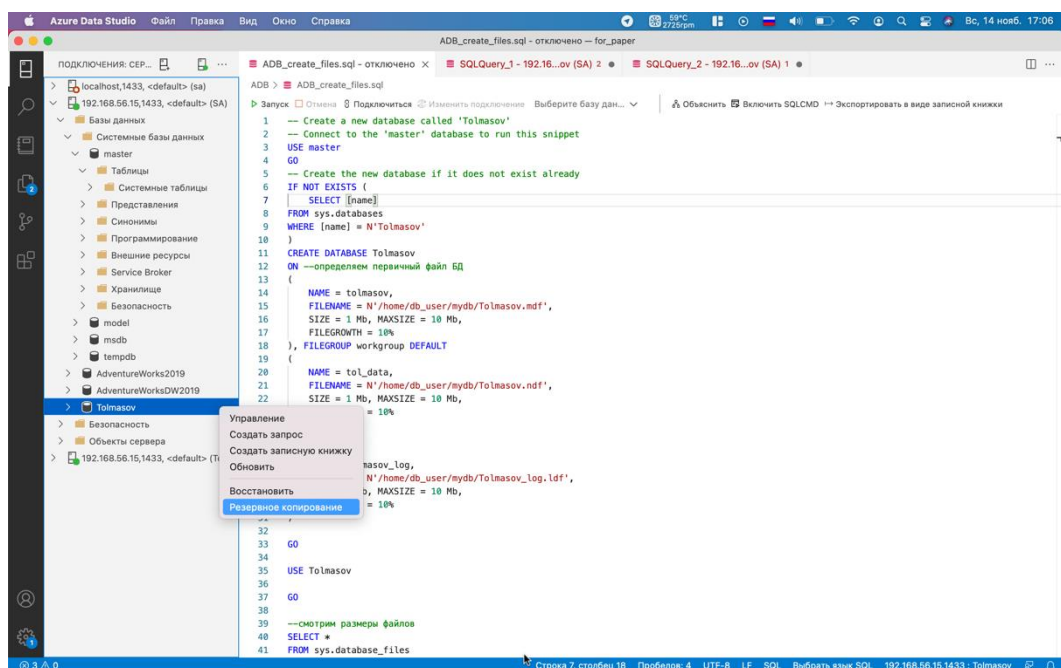 Azure Data Studio Файл Правка Вид Окно Справка 59°C 2725rpm Вс, 14 нояб. 17:06
ADB_create_files.sql - отключено — for_paper
ПОДКЛЮЧЕНИЯ: СЕР... ADB_create_files.sql - отключено SQLQuery_1 - 192.16...ov (SA) 2 SQLQuery_2 - 192.16...ov (SA) 1
localhost,1433, <default> (sa)
192.168.56.15,1433, <default> (SA)
Базы данных
Системные базы данных
master
Таблицы
Системные таблицы
Представления
Синонимы
Программирование
Внешние ресурсы
Service Broker
Хранилище
Безопасность
model
msdb
tempdb
AdventureWorks2019
AdventureWorksDW2019
Tolmasov
Безопасность
Объекты сервера
192.168.56.15,1433, <default> (To
2
1
ADB > ADB_create_files.sql
Запуск Отмена Подключиться Изменить подключение Выберите базу дан... Объяснить Включить SQLCMD Экспортировать в виде записной книжки
1 -- Create a new database called 'Tolmasov'
2 -- Connect to the 'master' database to run this snippet
3 USE master
4 GO
5 -- Create the new database if it does not exist already
6 IF NOT EXISTS (
7 SELECT [name]
8 FROM sys.databases
9 WHERE [name] = N'Tolmasov'
10 )
11 CREATE DATABASE Tolmasov
12 ON --определяем первичный файл БД
13 (
14 NAME = tolmasov,
15 FILENAME = N'/home/db_user/mydb/Tolmasov.mdf',
16 SIZE = 1 Mb, MAXSIZE = 10 Mb,
17 FILEGROWTH = 10%
18 ), FILEGROUP workgroup DEFAULT
19 (
20 NAME = tol_data,
21 FILENAME = N'/home/db_user/mydb/Tolmasov.ndf',
22 SIZE = 1 Mb, MAXSIZE = 10 Mb,
= 10%
masov_log,
N'/home/db_user/mydb/Tolmasov_log.ldf',
b, MAXSIZE = 10 Mb,
= 10%
31 )
32
33 GO
34
35 USE Tolmasov
36
37 GO
38
39 --смотрим размеры файлов
40 SELECT *
41 FROM sys.database_files
Управление
Создать запрос
Создать записную книжку
Обновить
Восстановить
Резервное копирование
3 0 Строка 7, столбец 18 Пробелов: 4 UTF-8 LF SQL Выбрать язык SQL 192.168.56.15,1433 : Tolmasov